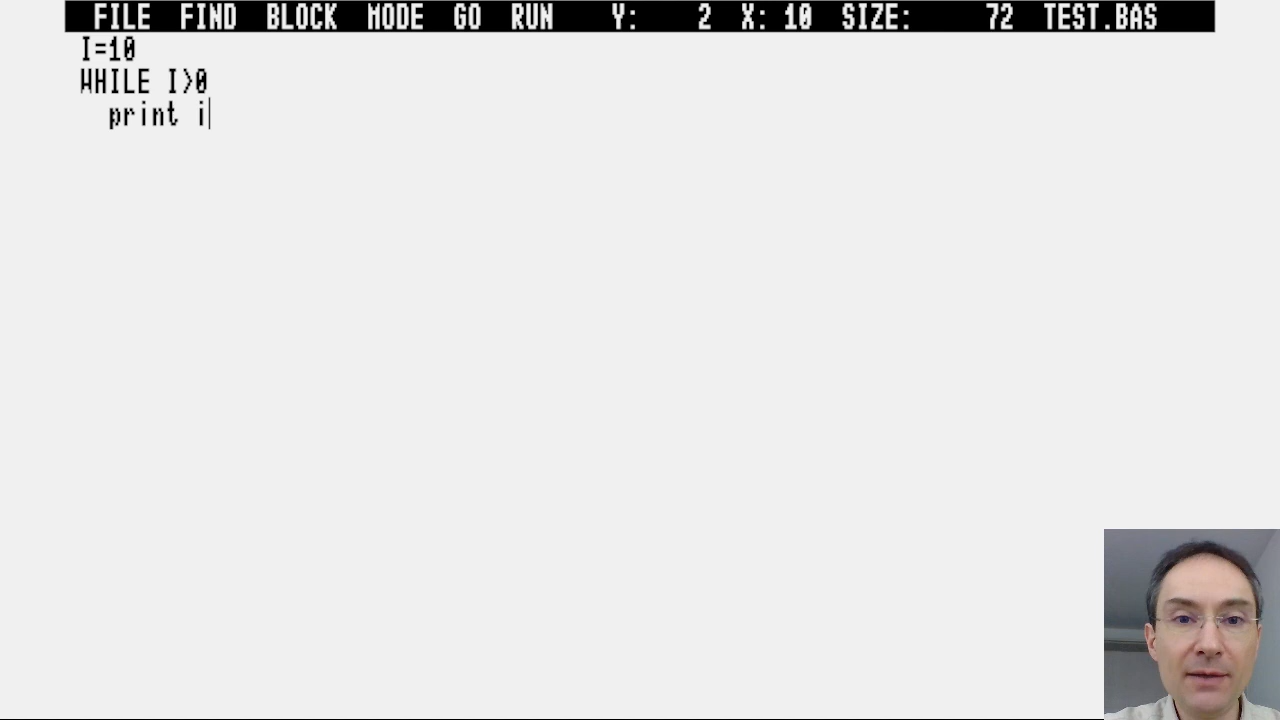 FILE FIND BLOCK MODE GO RUN Y: 2 X: 10 SIZE: 72 TEST.BAS
I=10
WHILE I>0
print i